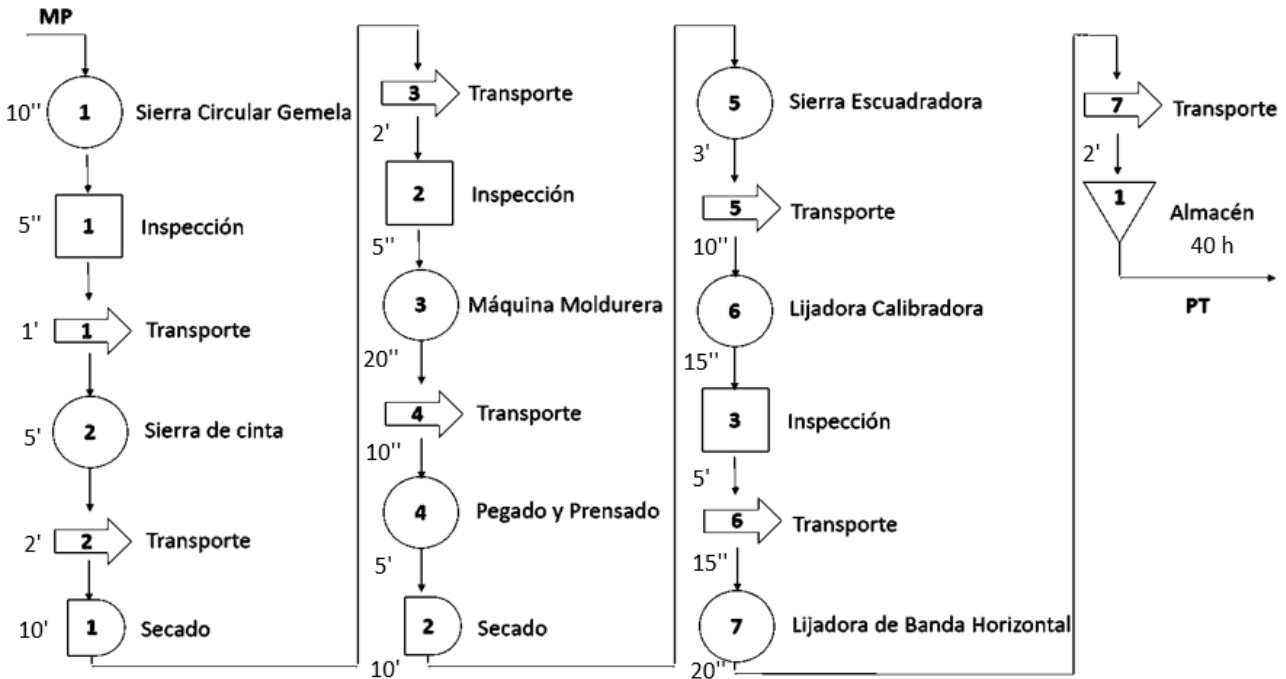 MP
10''
1
Sierra Circular Gemela
5''
1
Inspección
1'
1
Transporte
5'
2
Sierra de cinta
2'
2
Transporte
10'
1
Secado
3
Transporte
2'
2
Inspección
5''
3
Máquina Moldurera
20''
4
Transporte
10''
4
Pegado y Prensado
5'
2
Secado
10'
5
Sierra Escuadradora
3'
5
Transporte
10''
6
Lijadora Calibradora
15''
3
Inspección
5'
6
Transporte
15''
7
Lijadora de Banda Horizontal
20''
7
Transporte
2'
1
Almacén
40 h
PT